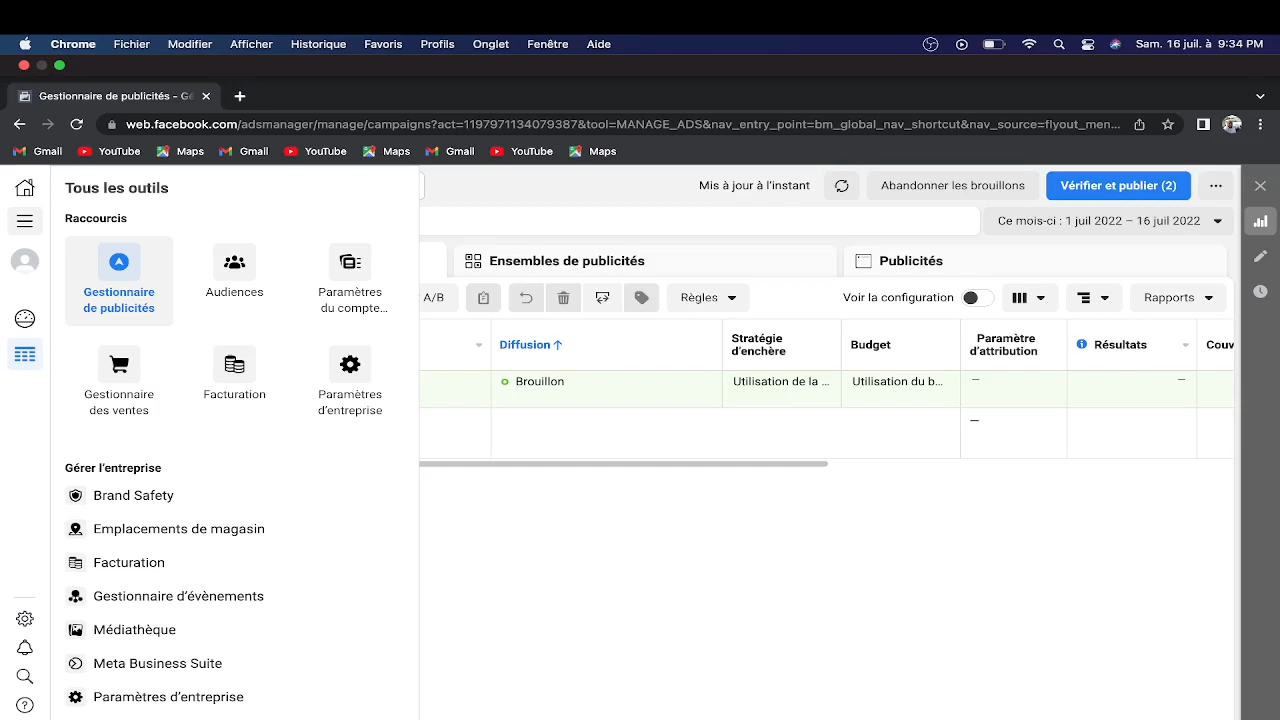 Chrome Fichier Modifier Afficher Historique Favoris Profils Onglet Fenêtre Aide Sam. 16 juil. à 9:34 PM
Gestionnaire de publicités - Gé
web.facebook.com/adsmanager/manage/campaigns?act=1197971134079387&tool=MANAGE_ADS&nav_entry_point=bm_global_nav_shortcut&nav_source=flyout_men...
Gmail YouTube Maps Gmail YouTube Maps Gmail YouTube Maps
Tous les outils
Raccourcis
Gestionnaire
de publicités
Audiences
Paramètres
du compte...
Gestionnaire
des ventes
Facturation
Paramètres
d'entreprise
Gérer l'entreprise
Brand Safety
Emplacements de magasin
Facturation
Gestionnaire d'évènements
Médiathèque
Meta Business Suite
Paramètres d'entreprise
Mis à jour à l'instant Abandonner les brouillons Vérifier et publier (2)
Ce mois-ci : 1 juil 2022 – 16 juil 2022
Ensembles de publicités Publicités
A/B Règles Voir la configuration Rapports
Diffusion ↑
Stratégie
d'enchère
Budget
Paramètre
d'attribution
Résultats
Couv
Brouillon Utilisation de la ... Utilisation du b... — —
—